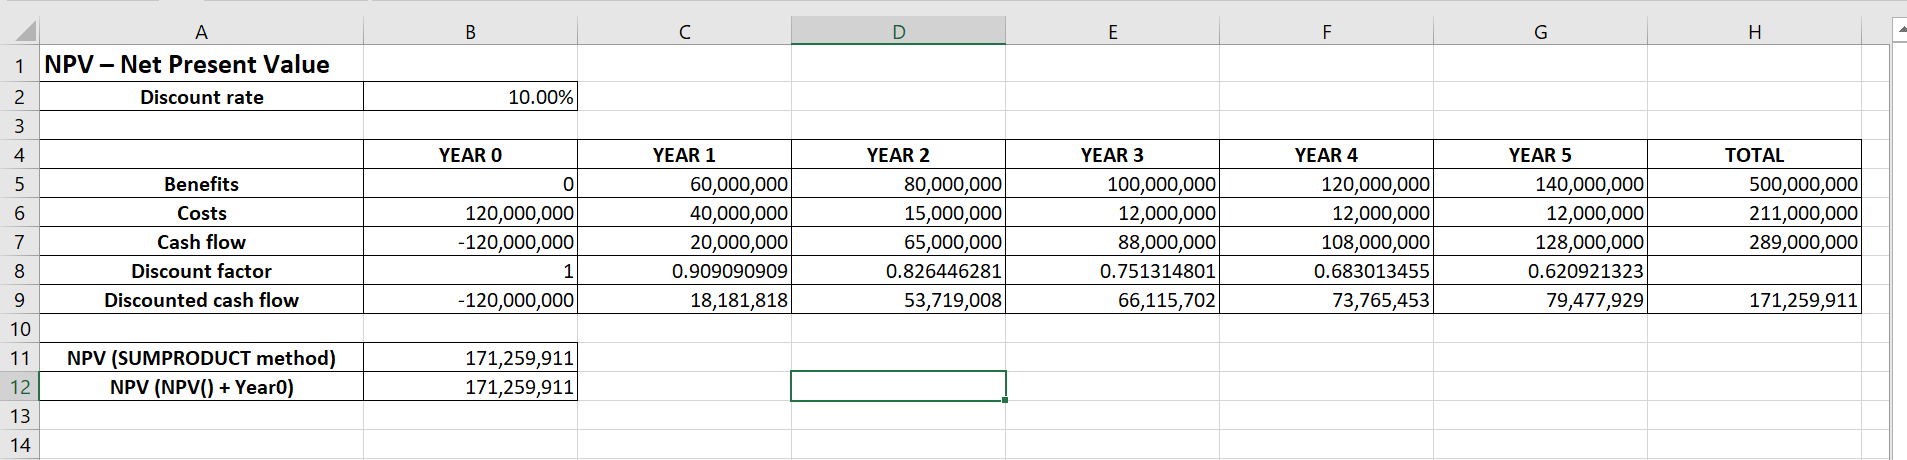 A B C D E F G H
1 NPV – Net Present Value
2 Discount rate 10.00%
3
4 YEAR 0 YEAR 1 YEAR 2 YEAR 3 YEAR 4 YEAR 5 TOTAL
5 Benefits 0 60,000,000 80,000,000 100,000,000 120,000,000 140,000,000 500,000,000
6 Costs 120,000,000 40,000,000 15,000,000 12,000,000 12,000,000 12,000,000 211,000,000
7 Cash flow -120,000,000 20,000,000 65,000,000 88,000,000 108,000,000 128,000,000 289,000,000
8 Discount factor 1 0.909090909 0.826446281 0.751314801 0.683013455 0.620921323
9 Discounted cash flow -120,000,000 18,181,818 53,719,008 66,115,702 73,765,453 79,477,929 171,259,911
10
11 NPV (SUMPRODUCT method) 171,259,911
12 NPV (NPV() + Year0) 171,259,911
13
14